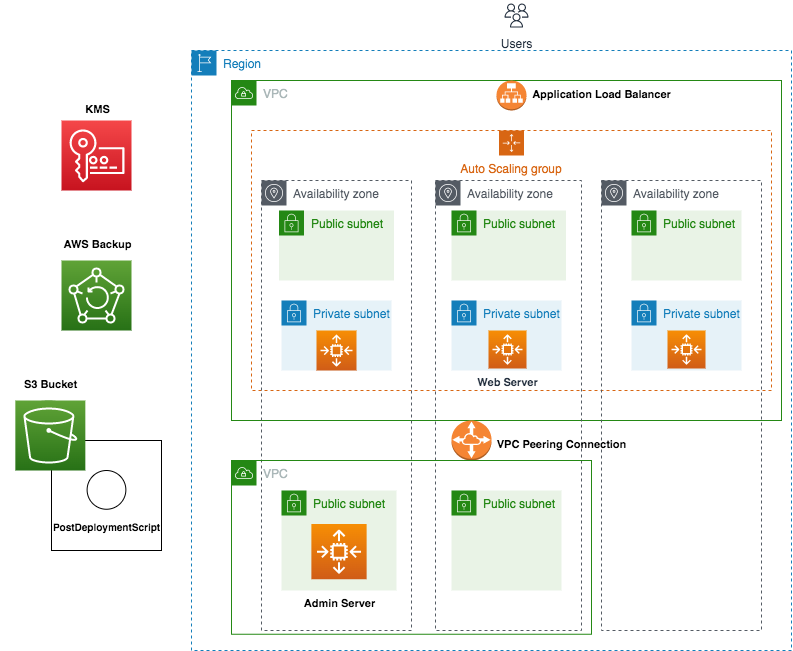 Users
Region
VPC
Application Load Balancer
KMS
Auto Scaling group
Availability zone
Availability zone
Availability zone
Public subnet
Public subnet
Public subnet
AWS Backup
Private subnet
Private subnet
Private subnet
Web Server
S3 Bucket
VPC Peering Connection
VPC
Public subnet
Public subnet
PostDeploymentScript
Admin Server